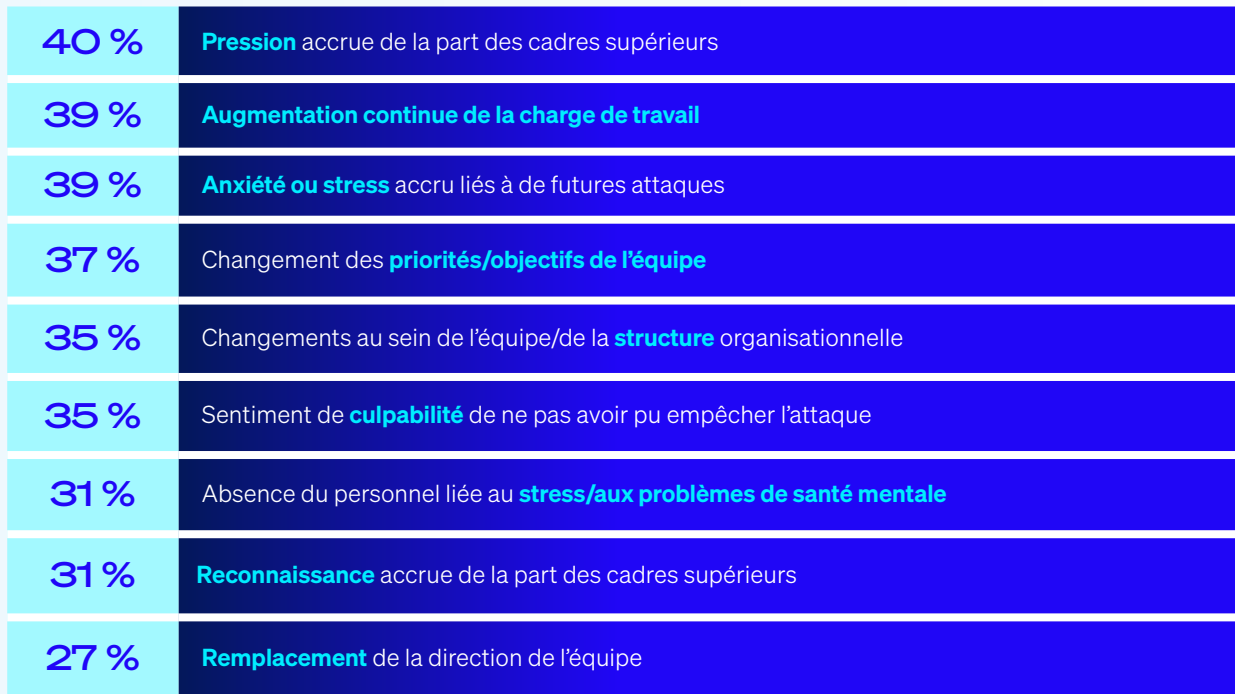 40 % Pression accrue de la part des cadres supérieurs
39 % Augmentation continue de la charge de travail
39 % Anxiété ou stress accru liés à de futures attaques
37 % Changement des priorités/objectifs de l’équipe
35 % Changements au sein de l’équipe/de la structure organisationnelle
35 % Sentiment de culpabilité de ne pas avoir pu empêcher l’attaque
31 % Absence du personnel liée au stress/aux problèmes de santé mentale
31 % Reconnaissance accrue de la part des cadres supérieurs
27 % Remplacement de la direction de l’équipe